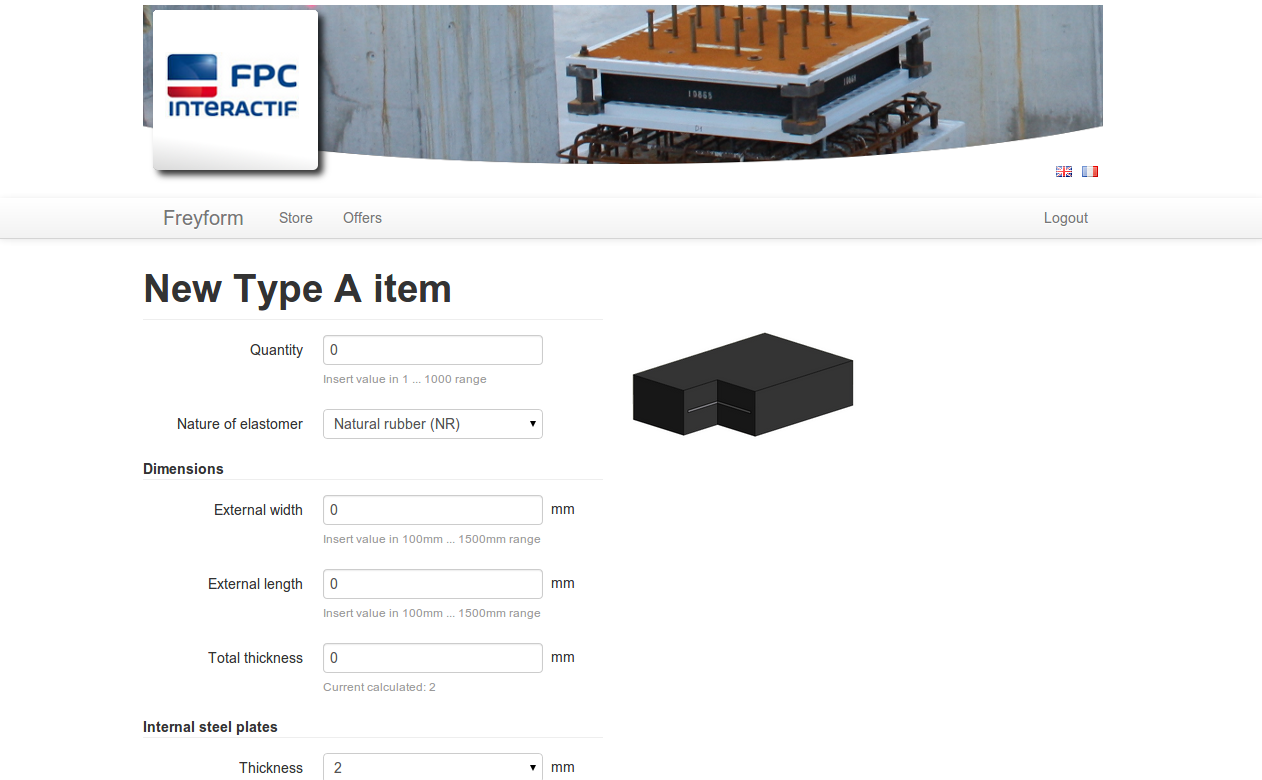 FPC
INTERACTIF
10865
10865
D1
Freyform
Store
Offers
Logout
New Type A item
Quantity
0
Insert value in 1 ... 1000 range
Nature of elastomer
Natural rubber (NR)
Dimensions
External width
0
mm
Insert value in 100mm ... 1500mm range
External length
0
mm
Insert value in 100mm ... 1500mm range
Total thickness
0
mm
Current calculated: 2
Internal steel plates
Thickness
2
mm